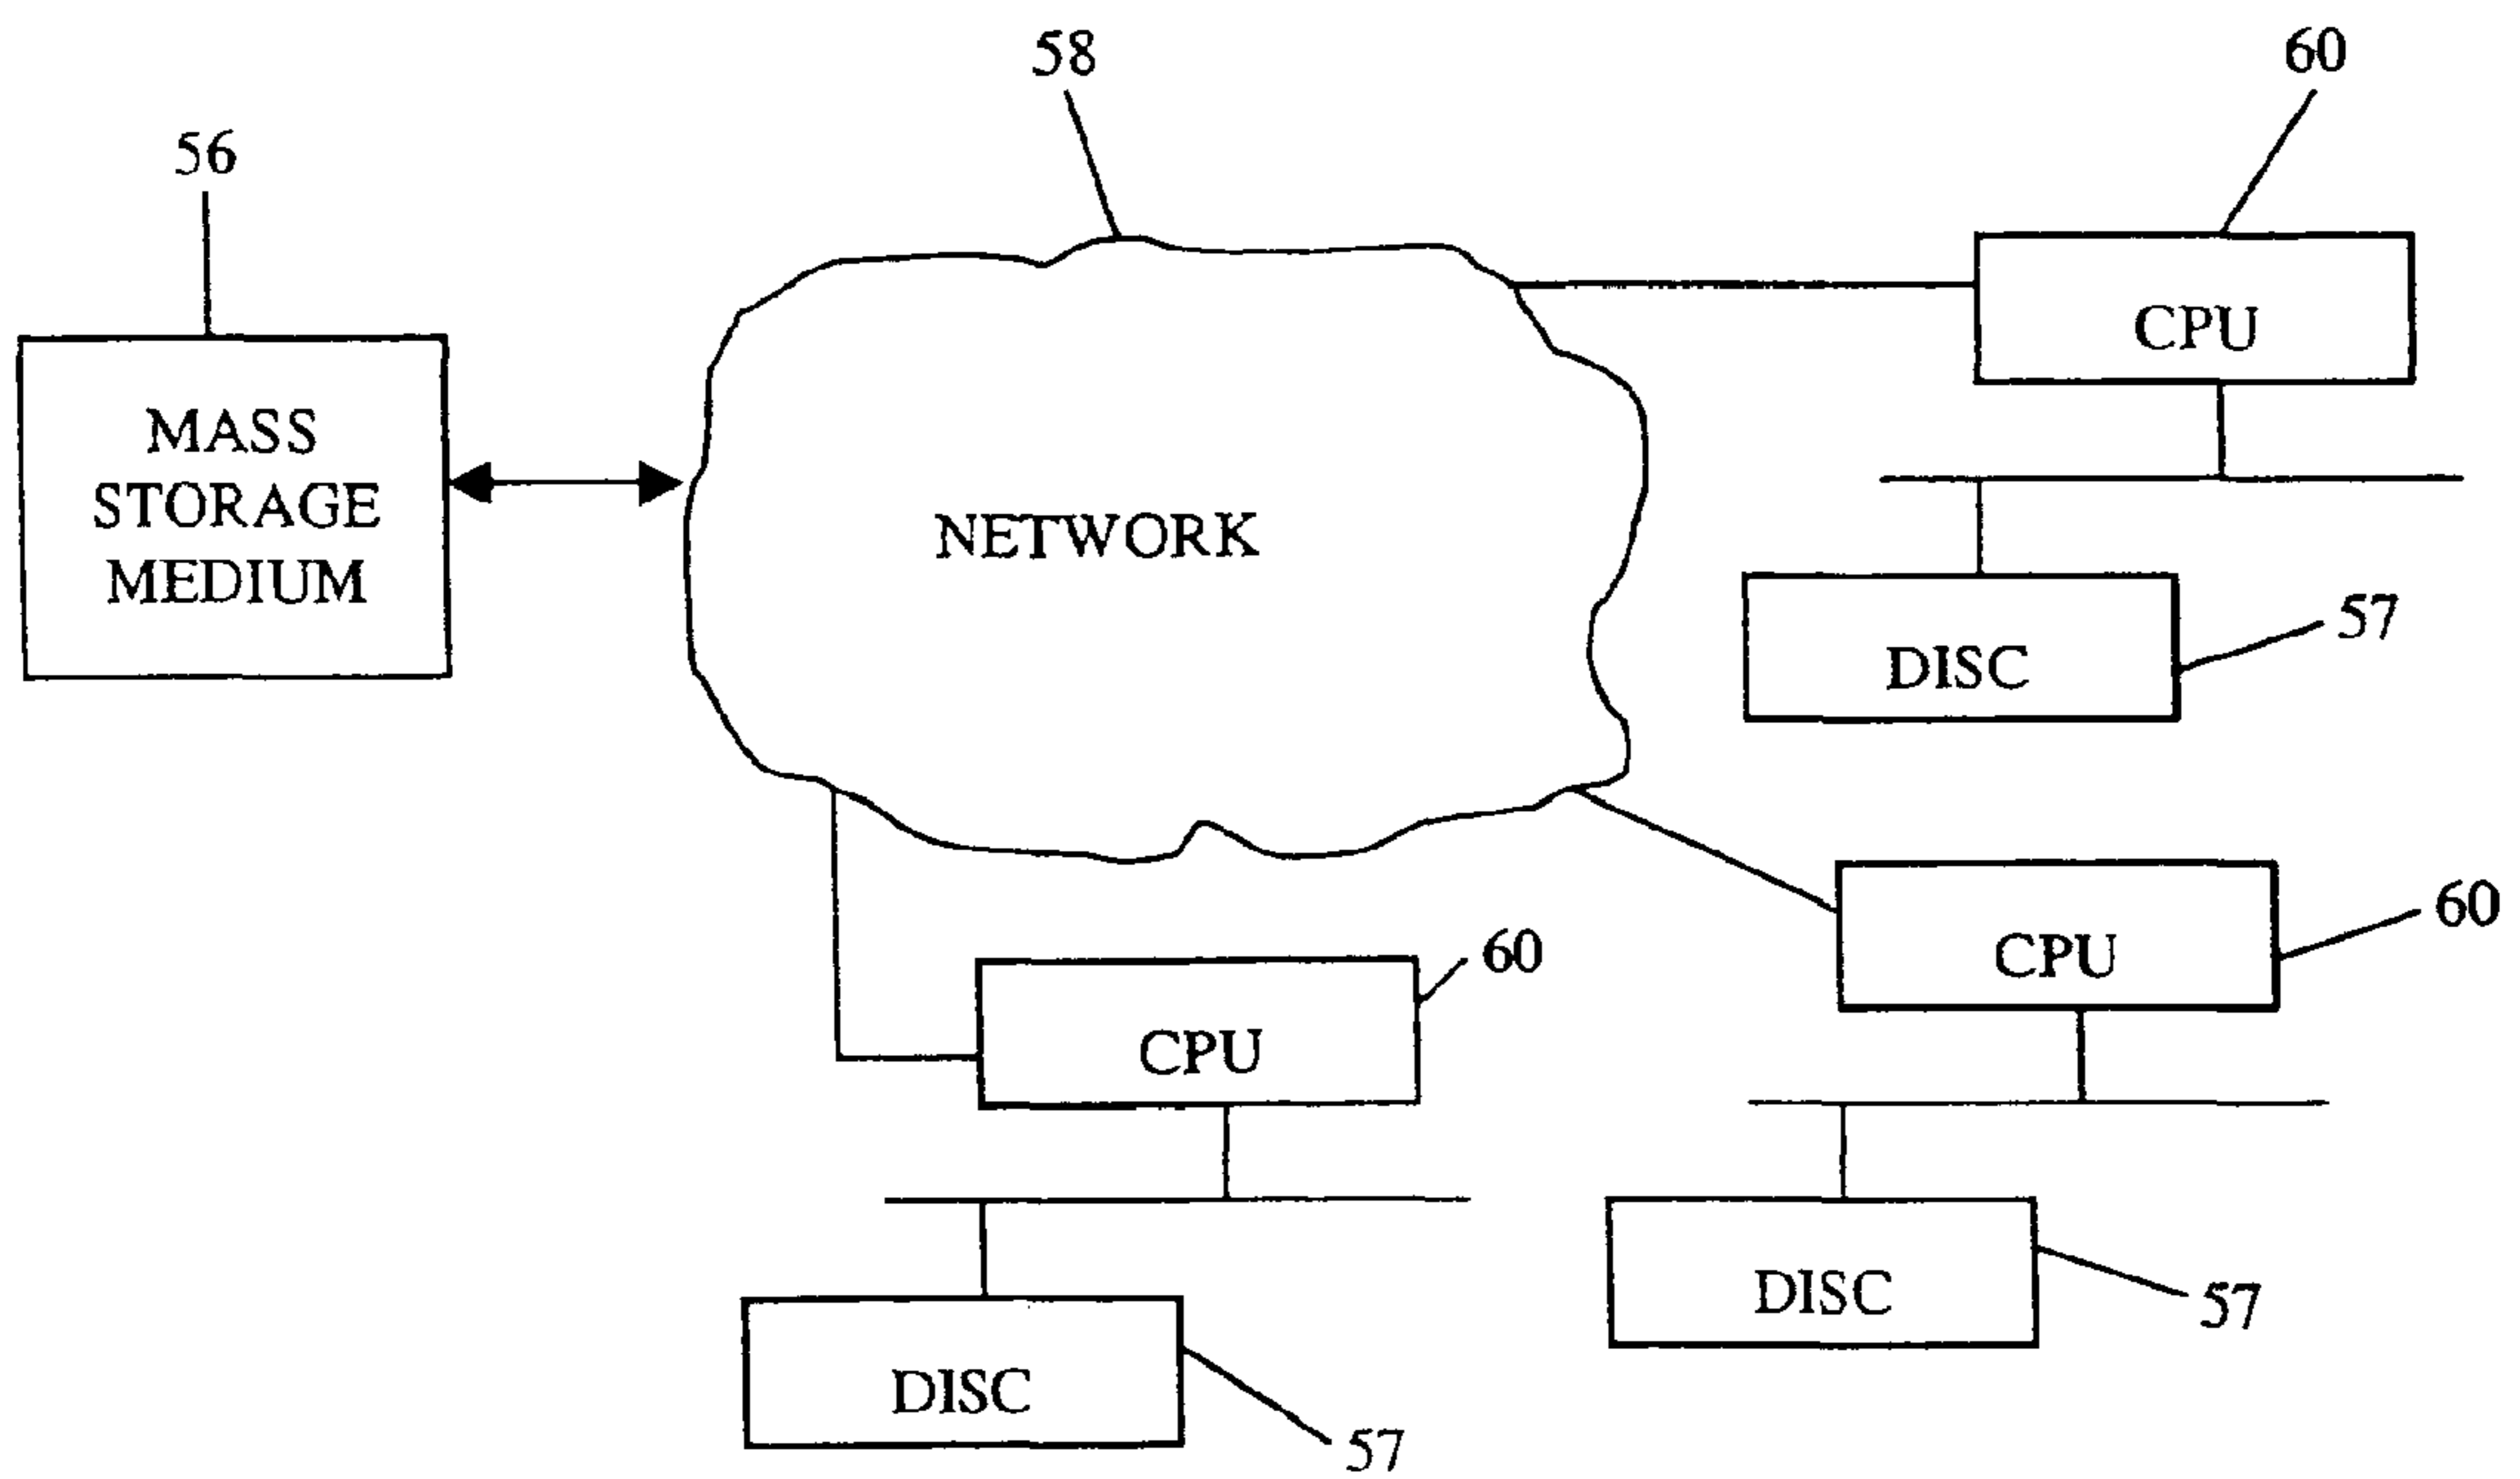 58
60
56
CPU
MASS
STORAGE
MEDIUM
NETWORK
57
DISC
60
CPU
60
CPU
DISC
57
DISC
57